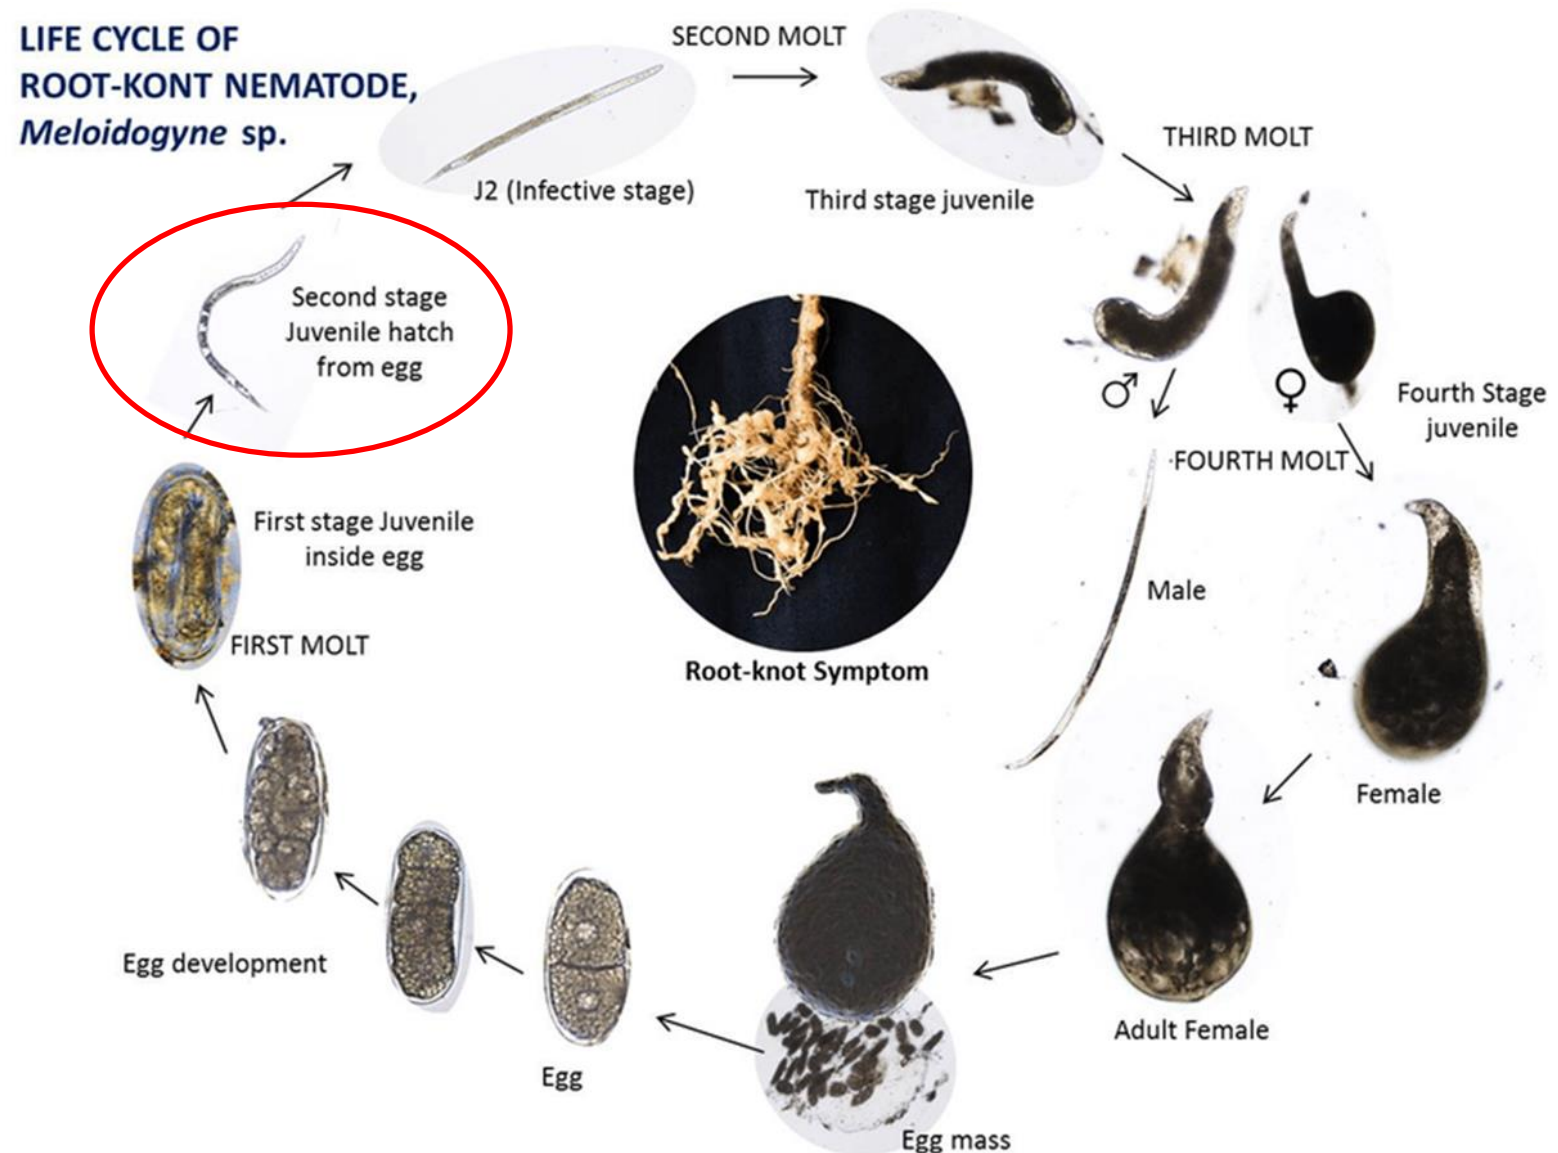 LIFE CYCLE OF
ROOT-KONT NEMATODE,
Meloidogyne sp.
SECOND MOLT
J2 (Infective stage)
Third stage juvenile
THIRD MOLT
Second stage
Juvenile hatch
from egg
♂
♀
Fourth Stage
juvenile
FOURTH MOLT
First stage Juvenile
inside egg
FIRST MOLT
Male
Root-knot Symptom
Female
Egg development
Adult Female
Egg
Egg mass